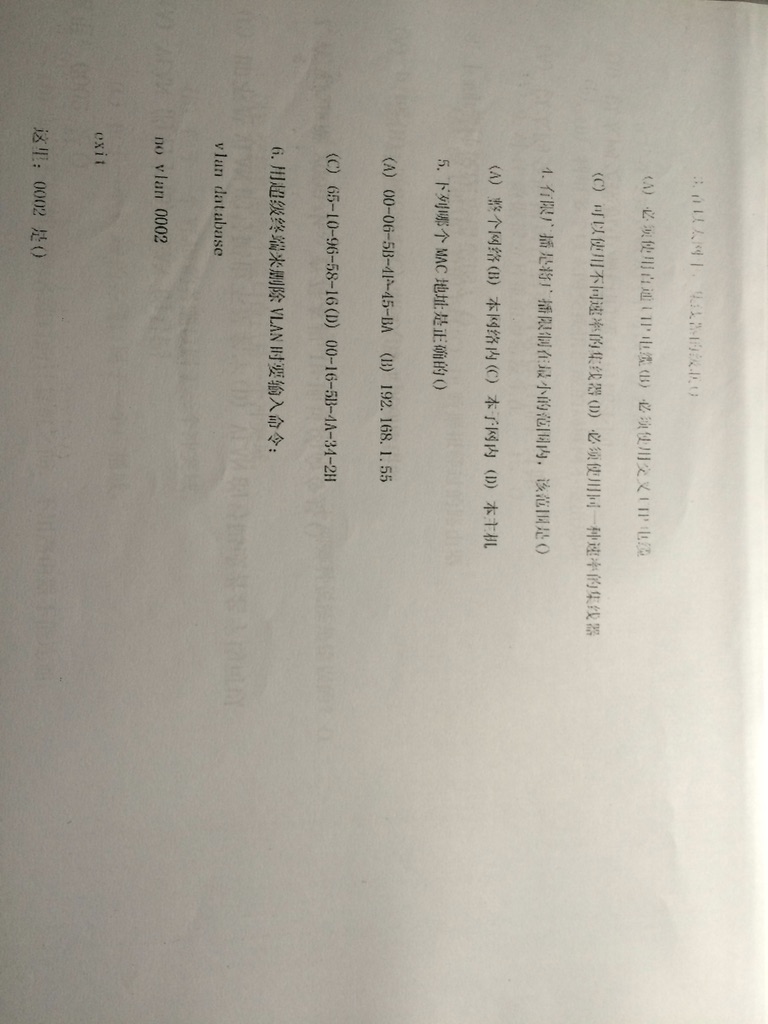 3. 在以太网上, 集线器的级联()
(A) 必须使用直通UTP电缆(B) 必须使用交叉UTP电缆
(C) 可以使用不同速率的集线器(D) 必须使用同一种速率的集线器
4. 有限广播是将广播限制在最小的范围内, 该范围是()
(A) 整个网络(B) 本网络内(C) 本子网内 (D) 本主机
5. 下列哪个 MAC 地址是正确的()
(A) 00-06-5B-4F-45-BA (B) 192.168.1.55
(C) 65-10-96-58-16(D) 00-16-5B-4A-34-2H
6. 用超级终端来删除 VLAN 时要输入命令:
vlan database
no vlan 0002
exit
这里: 0002 是()